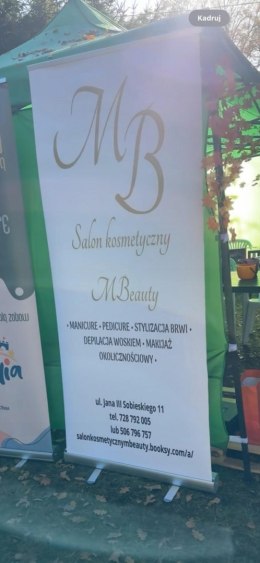 Kadruj
MB
Salon kosmetyczny
MBeauty
• MANICURE • PEDICURE • STYLIZACJA BRWI •
DEPILACJA WOSKIEM • MAKIJAŻ
OKOLICZNOŚCIOWY •
ul. Jana III Sobieskiego 11
tel. 728 792 005
lub 506 796 757
salonkosmetycznymbeauty.booksy.com/a/